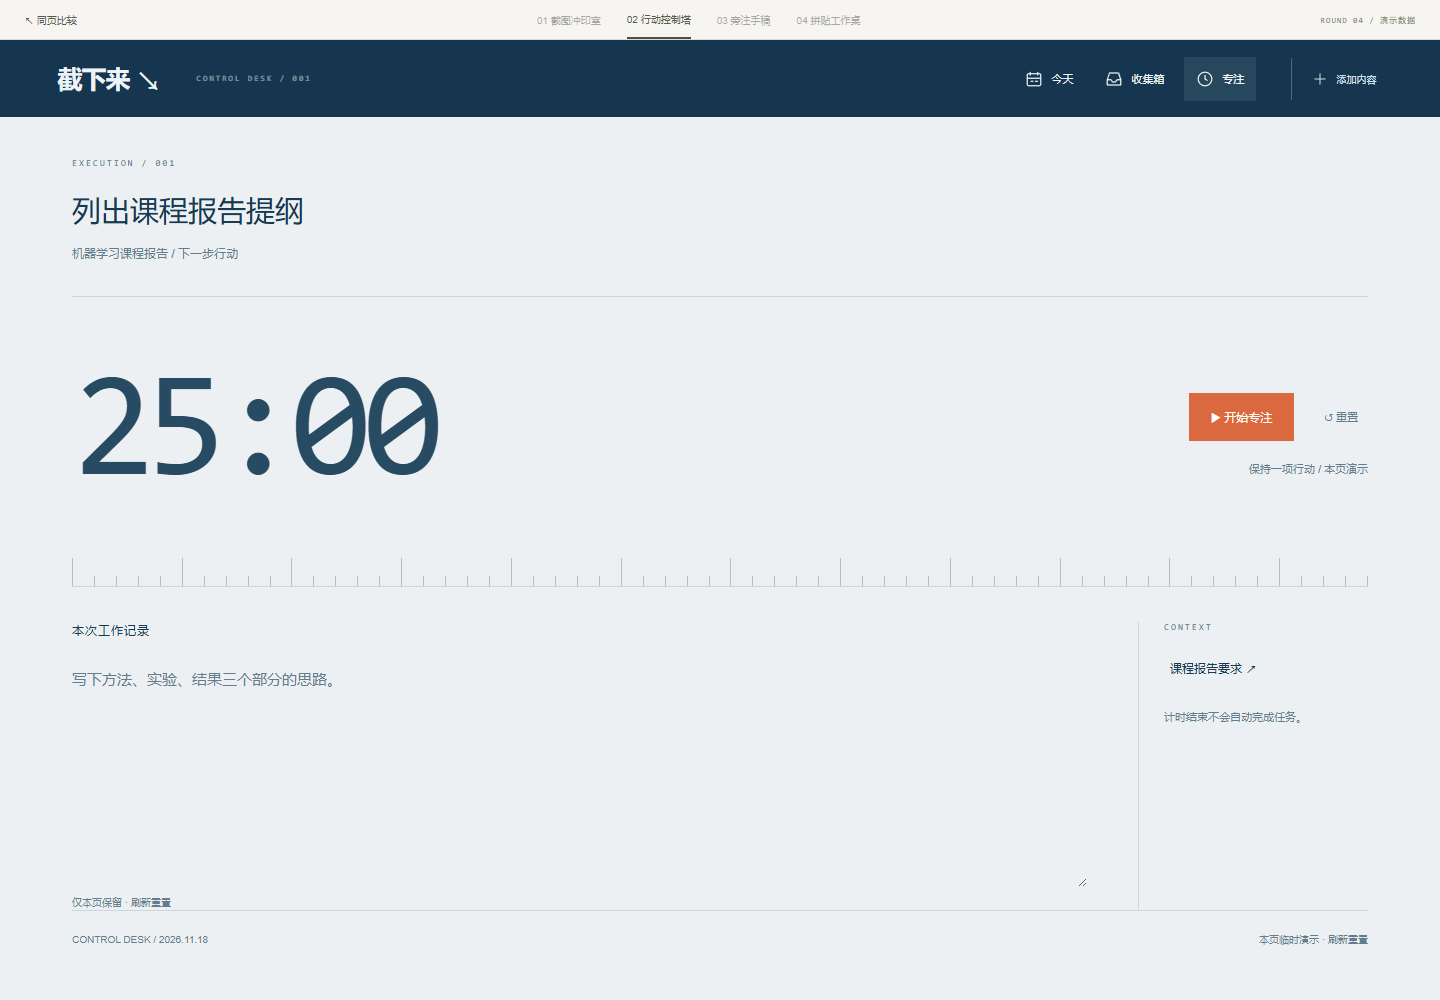 ↖ 同页比较
01 截图冲印室
02 行动控制塔
03 旁注手稿
04 拼贴工作桌
ROUND 04 / 演示数据
截下来 ↘
CONTROL DESK / 001
今天
收集箱
专注
添加内容
EXECUTION / 001
列出课程报告提纲
机器学习课程报告 / 下一步行动
25:00
▶ 开始专注
↺ 重置
保持一项行动 / 本页演示
本次工作记录
写下方法、实验、结果三个部分的思路。
CONTEXT
课程报告要求 ↗
计时结束不会自动完成任务。
仅本页保留 · 刷新重置
CONTROL DESK / 2026.11.18
本页临时演示 · 刷新重置